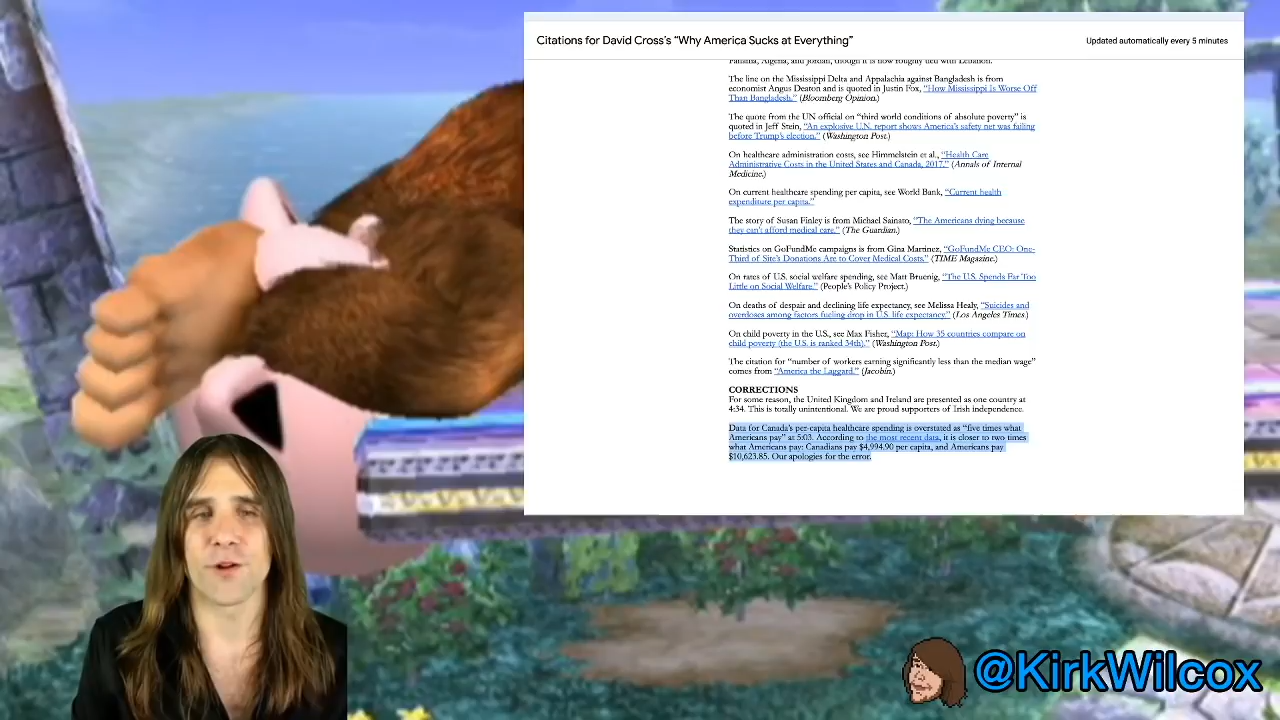 Citations for David Cross's "Why America Sucks at Everything"
Updated automatically every 5 minutes
Panama, Algeria, and Jordan, though it is now roughly tied with Lebanon.
The line on the Mississippi Delta and Appalachia against Bangladesh is from
economist Angus Deaton and is quoted in Justin Fox, "How Mississippi Is Worse Off
Than Bangladesh." (Bloomberg Opinion.)
The quote from the UN official on "third world conditions of absolute poverty" is
quoted in Jeff Stein, "An explosive U.N. report shows America's safety net was failing
before Trump's election." (Washington Post.)
On healthcare administration costs, see Himmelstein et al., "Health Care
Administrative Costs in the United States and Canada, 2017." (Annals of Internal
Medicine.)
On current healthcare spending per capita, see World Bank, "Current health
expenditure per capita."
The story of Susan Finley is from Michael Sainato, "The Americans dying because
they can't afford medical care." (The Guardian.)
Statistics on GoFundMe campaigns is from Gina Martinez, "GoFundMe CEO: One-
Third of Site's Donations Are to Cover Medical Costs." (TIME Magazine.)
On rates of U.S. social welfare spending, see Matt Bruenig, "The U.S. Spends Far Too
Little on Social Welfare." (People's Policy Project.)
On deaths of despair and declining life expectancy, see Melissa Healy, "Suicides and
overdoses among factors fueling drop in U.S. life expectancy." (Los Angeles Times.)
On child poverty in the U.S., see Max Fisher, "Map: How 35 countries compare on
child poverty (the U.S. is ranked 34th)." (Washington Post.)
The citation for "number of workers earning significantly less than the median wage"
comes from "America the Laggard." (Jacobin.)
CORRECTIONS
For some reason, the United Kingdom and Ireland are presented as one country at
4:34. This is totally unintentional. We are proud supporters of Irish independence.
Data for Canada's per-capita healthcare spending is overstated as "five times what
Americans pay" at 5:03. According to the most recent data, it is closer to two times
what Americans pay: Canadians pay $4,994.90 per capita, and Americans pay
$10,623.85. Our apologies for the error.
@KirkWilcox